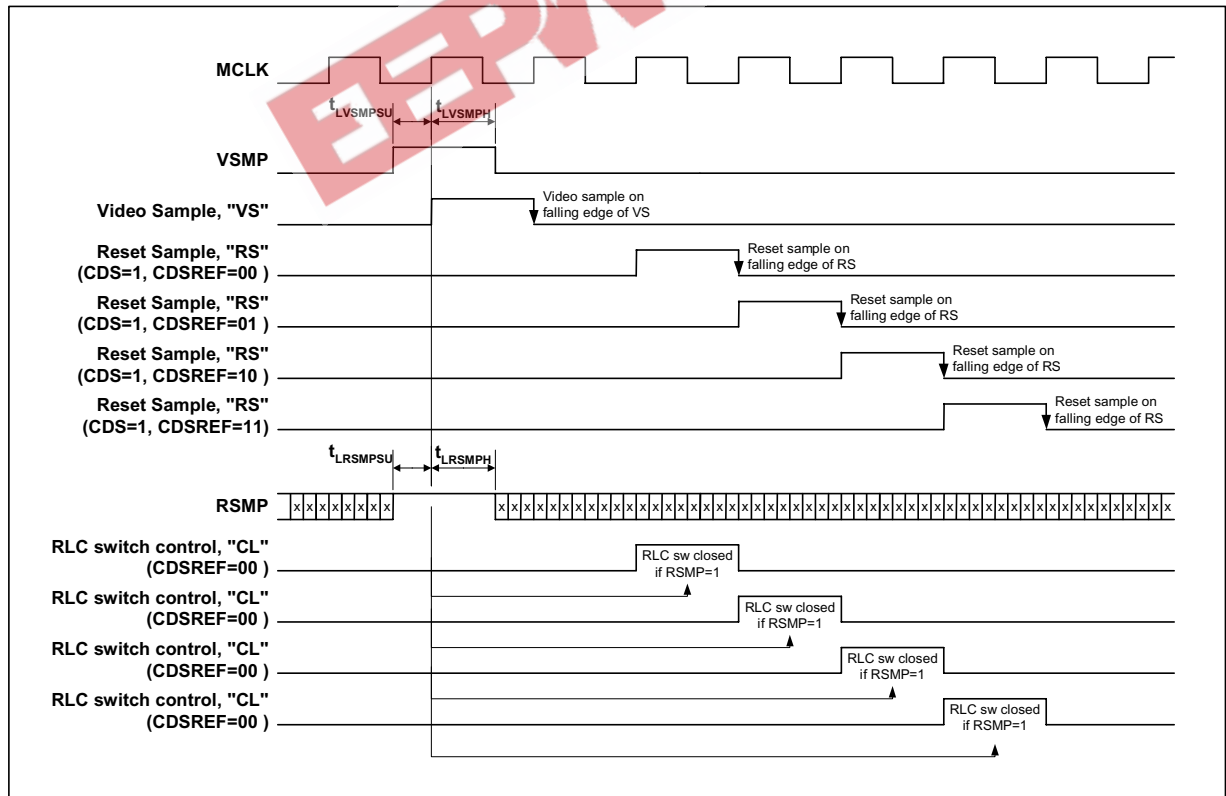 EEPW
MCLK
tLVSMPSU
tLVSMPH
VSMP
Video Sample, "VS"
Video sample on
falling edge of VS
Reset Sample, "RS"
(CDS=1, CDSREF=00 )
Reset sample on
falling edge of RS
Reset Sample, "RS"
(CDS=1, CDSREF=01 )
Reset sample on
falling edge of RS
Reset Sample, "RS"
(CDS=1, CDSREF=10 )
Reset sample on
falling edge of RS
Reset Sample, "RS"
(CDS=1, CDSREF=11)
Reset sample on
falling edge of RS
tLRSMPSU
tLRSMPH
RSMP
x x x x x x x x
x x x x x x x x x x x x x x x x x x x x x x x x x x x x x x x x x x x x x x x x x x x x x x x x x x x x x
RLC switch control, "CL"
(CDSREF=00 )
RLC sw closed
if RSMP=1
RLC switch control, "CL"
(CDSREF=00 )
RLC sw closed
if RSMP=1
RLC switch control, "CL"
(CDSREF=00 )
RLC sw closed
if RSMP=1
RLC switch control, "CL"
(CDSREF=00 )
RLC sw closed
if RSMP=1